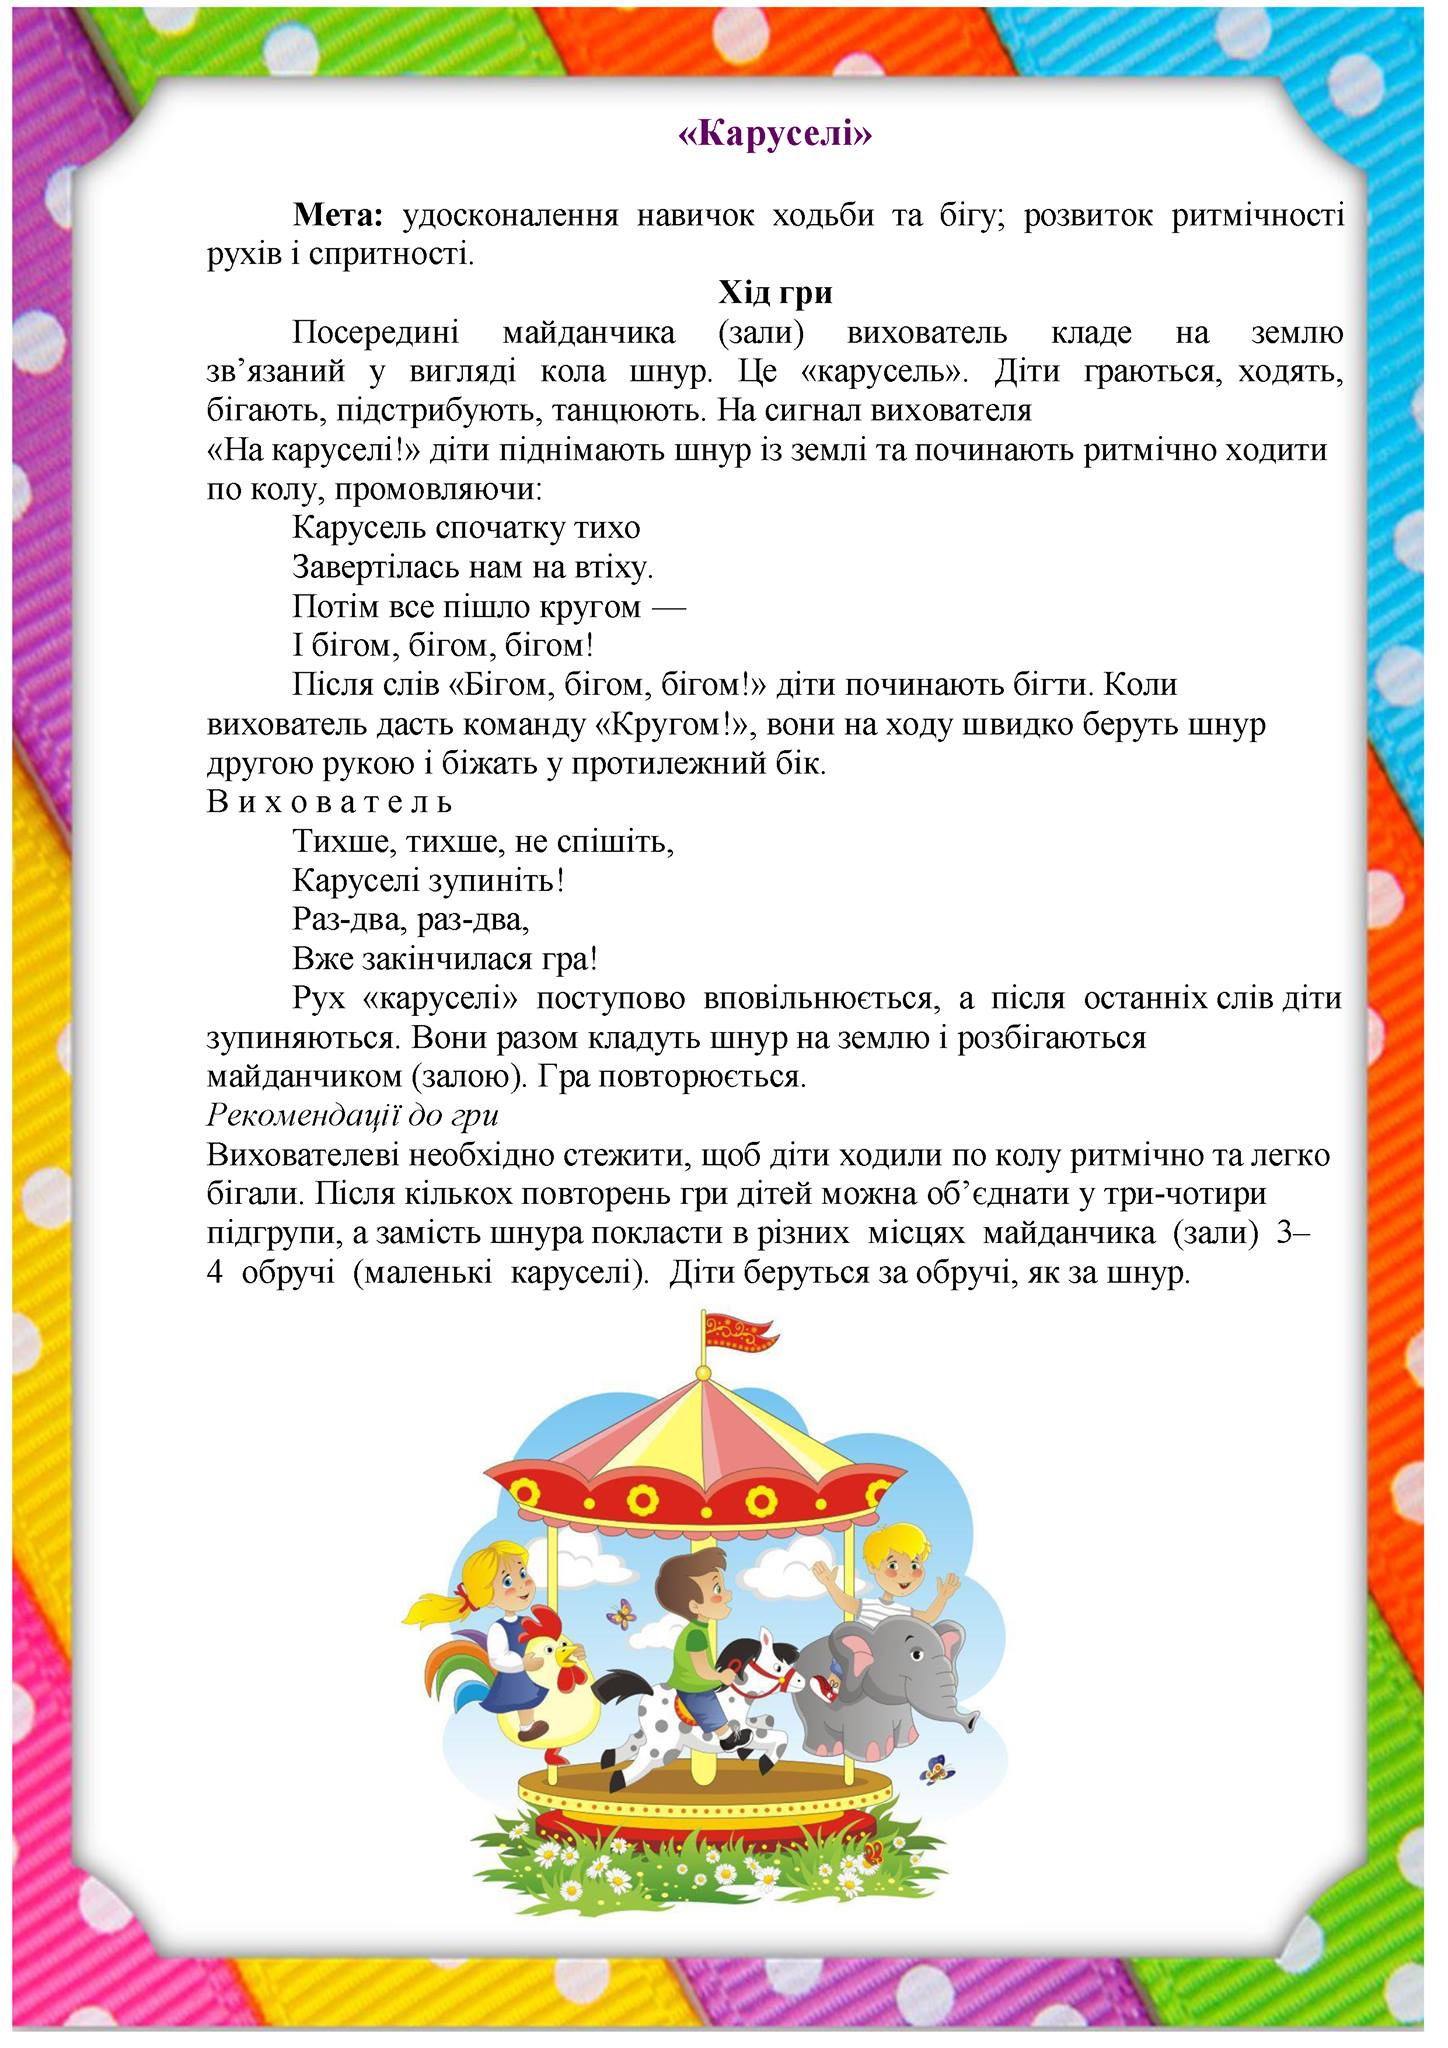 «Каруселі»
Мета: удосконалення навичок ходьби та бігу; розвиток ритмічності
рухів і спритності.
Хід гри
Посередині майданчика (зали) вихователь кладе на землю
зв’язаний у вигляді кола шнур. Це «карусель». Діти граються, ходять,
бігають, підстрибують, танцюють. На сигнал вихователя
«На каруселі!» діти піднімають шнур із землі та починають ритмічно ходити
по колу, промовляючи:
Карусель спочатку тихо
Завертілась нам на втіху.
Потім все пішло кругом —
І бігом, бігом, бігом!
Після слів «Бігом, бігом, бігом!» діти починають бігти. Коли
вихователь дасть команду «Кругом!», вони на ходу швидко беруть шнур
другою рукою і біжать у протилежний бік.
В и х о в а т е л ь
Тихше, тихше, не спішіть,
Каруселі зупиніть!
Раз-два, раз-два,
Вже закінчилася гра!
Рух «каруселі» поступово вповільнюється, а після останніх слів діти
зупиняються. Вони разом кладуть шнур на землю і розбігаються
майданчиком (залою). Гра повторюється.
Рекомендації до гри
Вихователеві необхідно стежити, щоб діти ходили по колу ритмічно та легко
бігали. Після кількох повторень гри дітей можна об’єднати у три-чотири
підгрупи, а замість шнура покласти в різних місцях майданчика (зали) 3–
4 обручі (маленькі каруселі). Діти беруться за обручі, як за шнур.